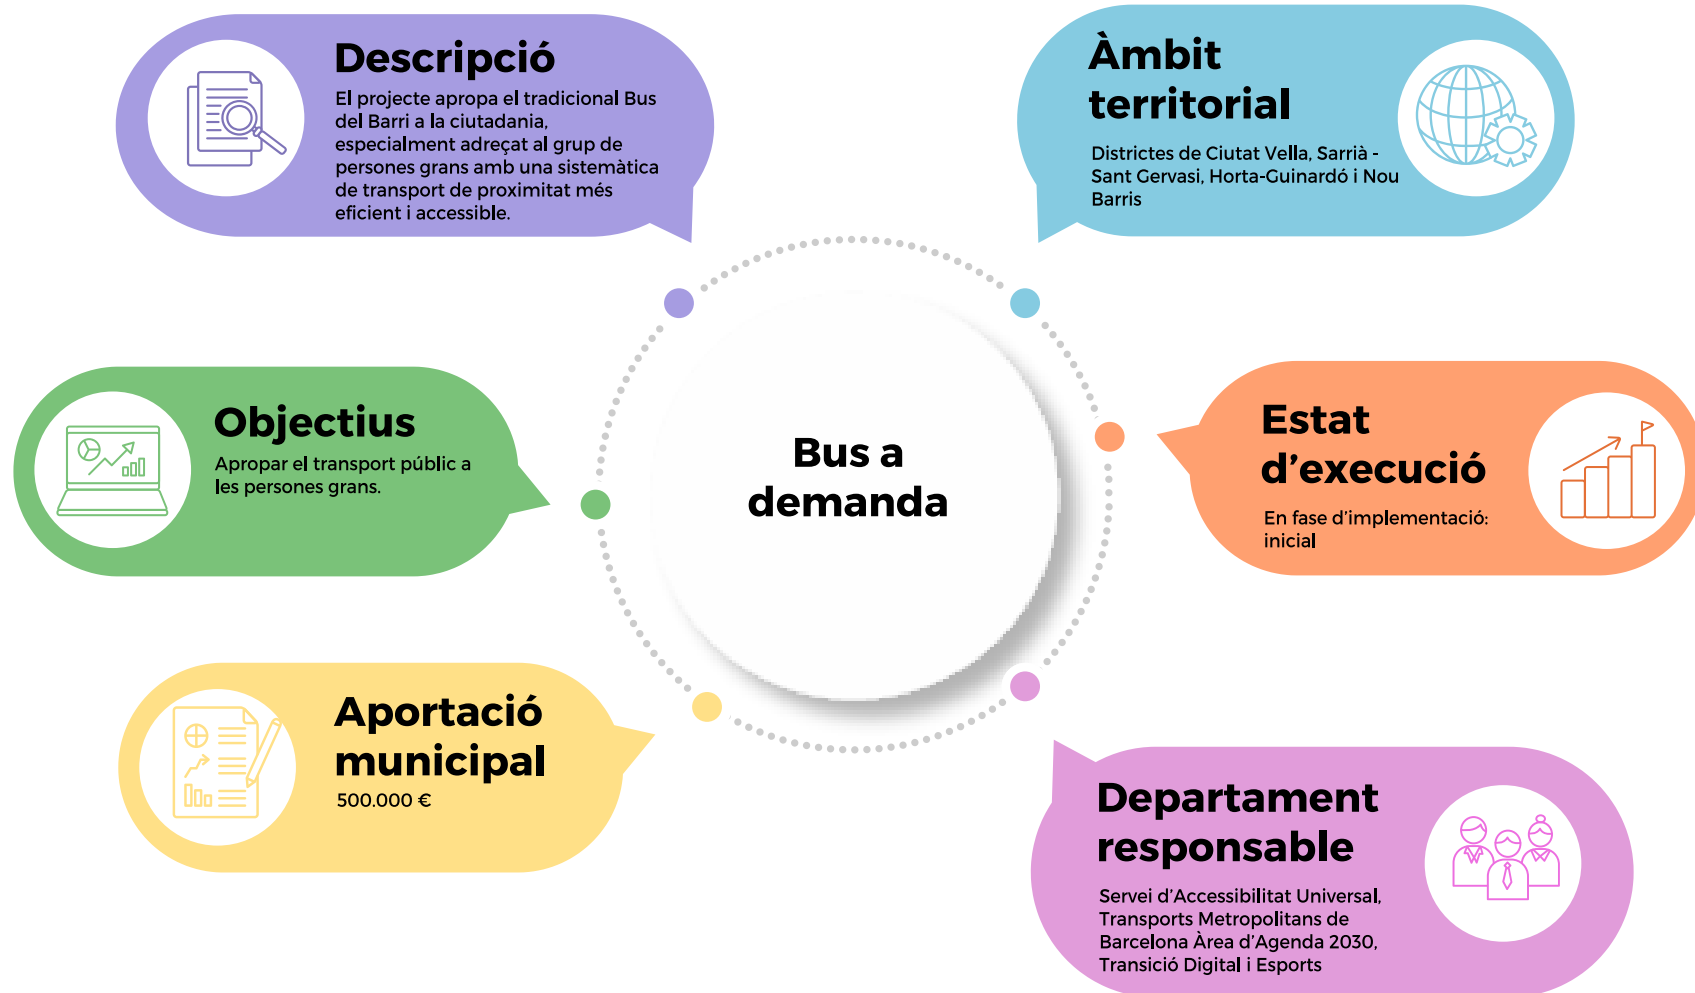 Descripció
El projecte apropa el tradicional Bus
del Barri a la ciutadania,
especialment adreçat al grup de
persones grans amb una sistemàtica
de transport de proximitat més
eficient i accessible.
Àmbit
territorial
Districtes de Ciutat Vella, Sarrià -
Sant Gervasi, Horta-Guinardó i Nou
Barris
Objectius
Apropar el transport públic a
les persones grans.
Bus a
demanda
Estat
d’execució
En fase d’implementació:
inicial
Aportació
municipal
500.000 €
Departament
responsable
Servei d’Accessibilitat Universal,
Transports Metropolitans de
Barcelona Àrea d’Agenda 2030,
Transició Digital i Esports